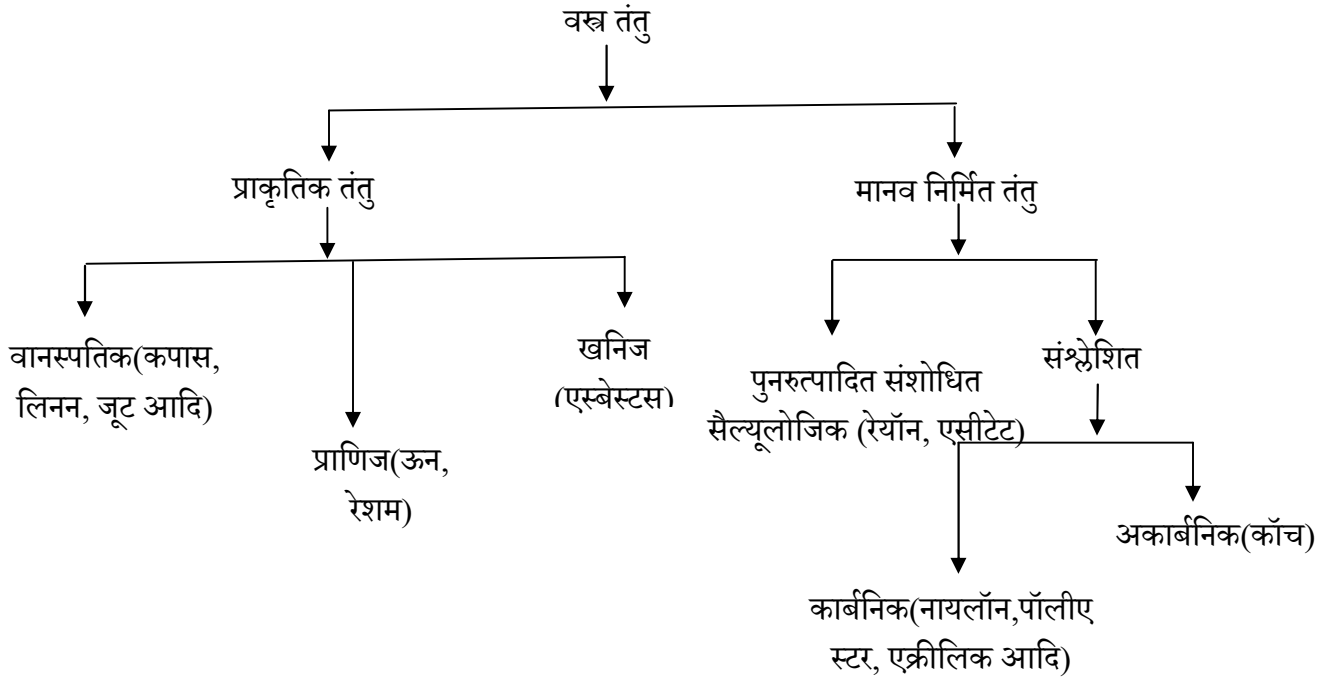 वस्त्र तंतु
प्राकृतिक तंतु
मानव निर्मित तंतु
वानस्पतिक(कपास,
लिनन, जूट आदि)
प्राणिज(ऊन,
रेशम)
खनिज
(एस्बेस्टस)
पुनरुत्पादित संशोधित
सैल्यूलोजिक (रेयॉन, एसीटेट)
संश्लेशित
कार्बनिक(नायलॉन,पॉलीए
स्टर, एक्रीलिक आदि)
अकार्बनिक(कॉच)